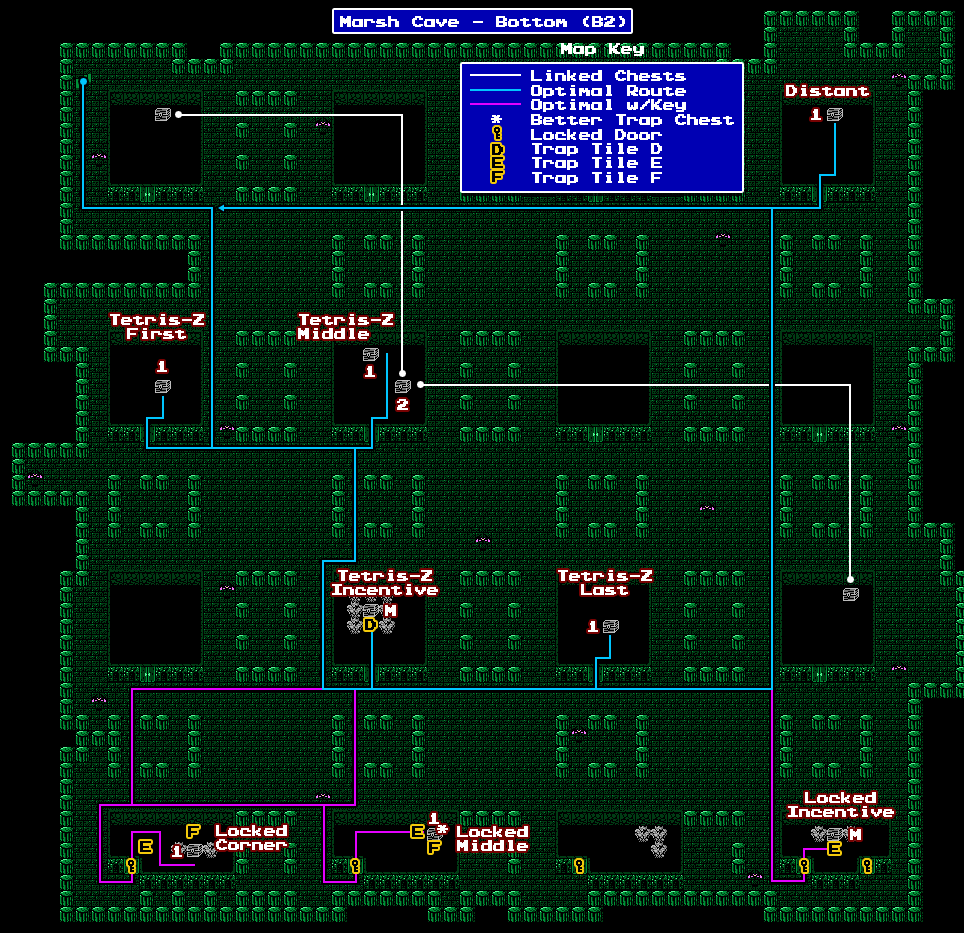 Marsh Cave - Bottom (B2)
Map Key
Linked Chests
Optimal Route
Optimal w/Key
* Better Trap Chest
Locked Door
D Trap Tile D
E Trap Tile E
F Trap Tile F
Distant
1
Tetris-Z
First
1
Tetris-Z
Middle
1
2
Tetris-Z
Incentive
M
D
Tetris-Z
Last
1
Locked
Corner
F
E
1
Locked
Middle
1
E
*
F
Locked
Incentive
M
E